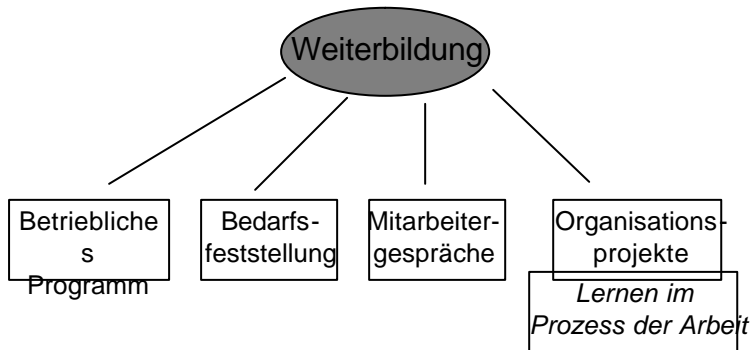 Weiterbildung
Betriebliche
s
Programm
Bedarfs-
feststellung
Mitarbeiter-
gespräche
Organisations-
projekte
Lernen im
Prozess der Arbeit